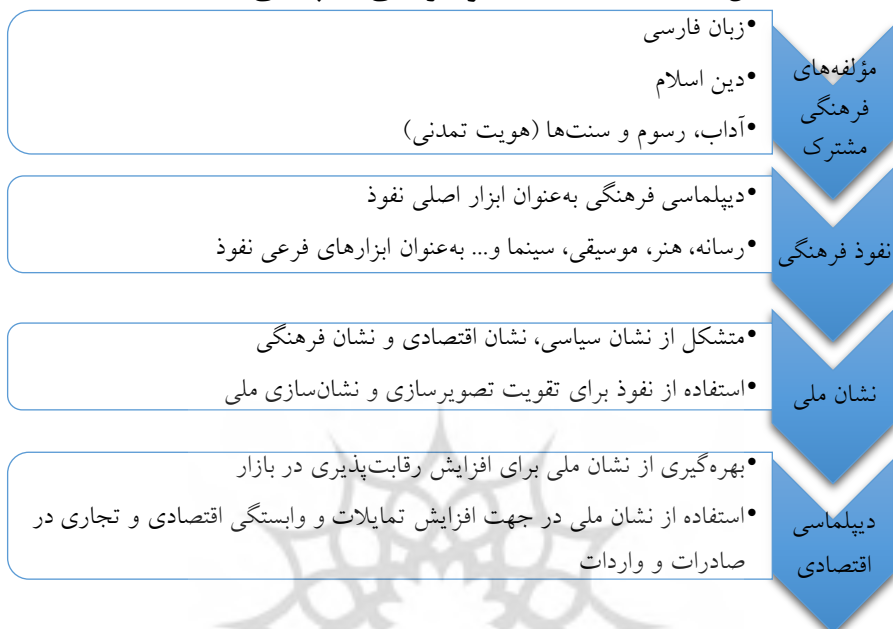 مؤلفه‌های
فرهنگی
مشترک
•زبان فارسی
•دین اسلام
•آداب، رسوم و سنت‌ها (هویت تمدنی)
نفوذ فرهنگی
•دیپلماسی فرهنگی به‌عنوان ابزار اصلی نفوذ
•رسانه، هنر، موسیقی، سینما و... به‌عنوان ابزارهای فرعی نفوذ
نشان ملی
•متشکل از نشان سیاسی، نشان اقتصادی و نشان فرهنگی
•استفاده از نفوذ برای تقویت تصویرسازی و نشان‌سازی ملی
دیپلماسی
اقتصادی
•بهره‌گیری از نشان ملی برای افزایش رقابت‌پذیری در بازار
•استفاده از نشان ملی در جهت افزایش تمایلات و وابستگی اقتصادی و تجاری در
صادرات و واردات